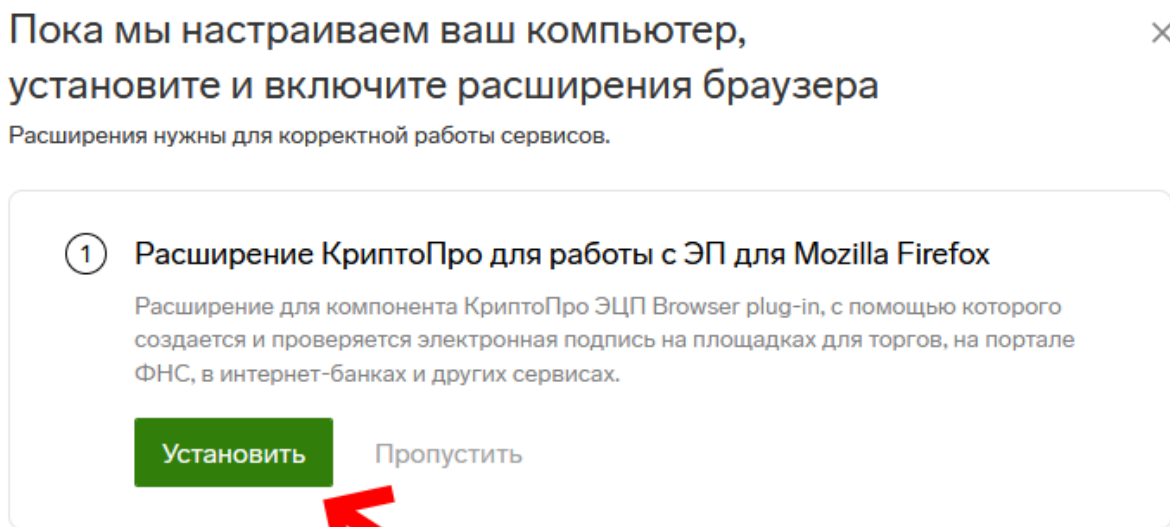 Пока мы настраиваем ваш компьютер,
установите и включите расширения браузера
Расширения нужны для корректной работы сервисов.
1 Расширение КриптоПро для работы с ЭП для Mozilla Firefox
Расширение для компонента КриптоПро ЭЦП Browser plug-in, с помощью которого
создается и проверяется электронная подпись на площадках для торгов, на портале
ФНС, в интернет-банках и других сервисах.
Установить Пропустить